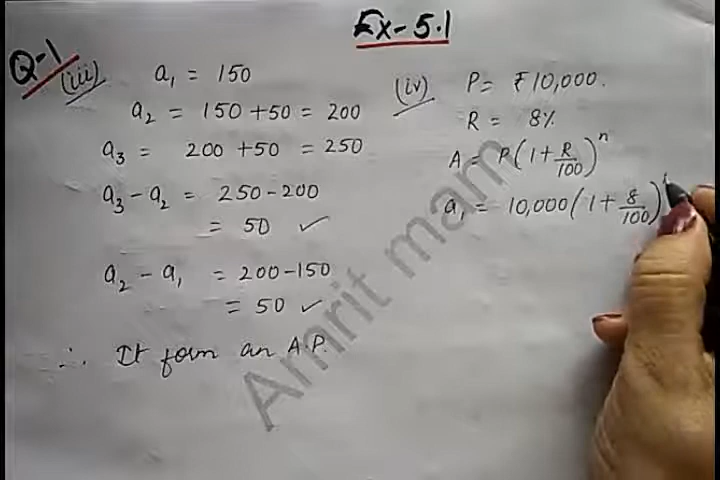 Ex-5.1
Q-1
(iii) a₁ = 150
a₂ = 150 +50 = 200
a₃ = 200 +50 = 250
a₃ - a₂ = 250-200
= 50 ✓
a₂ - a₁ = 200-150
= 50 ✓
∴ It form an A.P.
(iv) P= ₹10,000.
R = 8%
A = P(1+R/100)ⁿ
a₁ = 10,000(1+8/100)
Amrit mam